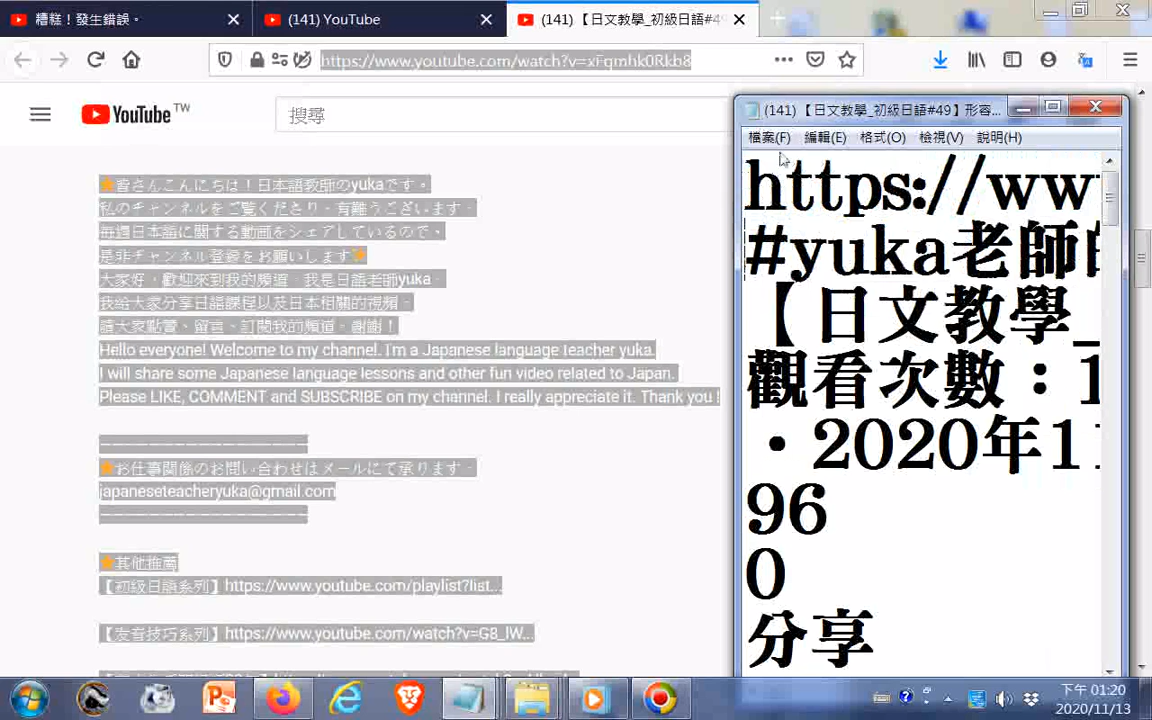 糟糕！發生錯誤。
(141) YouTube
(141) 【日文教學_初級日語#49
https://www.youtube.com/watch?v=xFqmhk0Rkb8
YouTube TW
搜尋
皆さんこんにちは！日本語教師のyukaです。
私のチャンネルをご覧くださり、有難うございます。
毎週日本語に関する動画をシェアしているので、
是非チャンネル登録をお願いします
大家好，歡迎來到我的頻道，我是日語老師yuka。
我給大家分享日語課程以及日本相關的視頻。
請大家點贊、留言、訂閱我的頻道。謝謝！
Hello everyone! Welcome to my channel. I'm a Japanese language teacher yuka.
I will share some Japanese language lessons and other fun video related to Japan.
Please LIKE, COMMENT and SUBSCRIBE on my channel. I really appreciate it. Thank you !
お仕事関係のお問い合わせはメールにて承ります。
japaneseteacheryuka@gmail.com
其他推薦
【初級日語系列】https://www.youtube.com/playlist?list...
【发音技巧系列】https://www.youtube.com/watch?v=G8_lW...
(141) 【日文教學_初級日語#49】形容...
檔案(F) 編輯(E) 格式(O) 檢視(V) 說明(H)
https://ww
#yuka老師
【日文教學_
觀看次數：1
•2020年11
96
0
分享
下午 01:20
2020/11/13